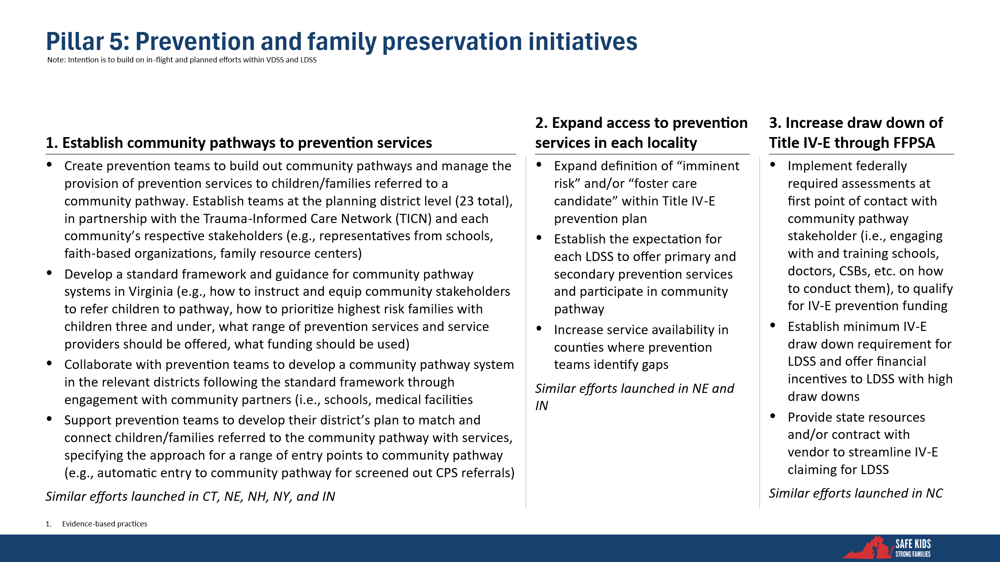 Pillar 5: Prevention and family preservation initiatives
Note: Intention is to build on in-flight and planned efforts within VDSS and LDSS
1. Establish community pathways to prevention services
• Create prevention teams to build out community pathways and manage the
provision of prevention services to children/families referred to a
community pathway. Establish teams at the planning district level (23 total),
in partnership with the Trauma-Informed Care Network (TICN) and each
community’s respective stakeholders (e.g., representatives from schools,
faith-based organizations, family resource centers)
• Develop a standard framework and guidance for community pathway
systems in Virginia (e.g., how to instruct and equip community stakeholders
to refer children to pathway, how to prioritize highest risk families with
children three and under, what range of prevention services and service
providers should be offered, what funding should be used)
• Collaborate with prevention teams to develop a community pathway system
in the relevant districts following the standard framework through
engagement with community partners (i.e., schools, medical facilities
• Support prevention teams to develop their district’s plan to match and
connect children/families referred to the community pathway with services,
specifying the approach for a range of entry points to community pathway
(e.g., automatic entry to community pathway for screened out CPS referrals)
Similar efforts launched in CT, NE, NH, NY, and IN
2. Expand access to prevention
services in each locality
• Expand definition of “imminent
risk” and/or “foster care
candidate” within Title IV-E
prevention plan
• Establish the expectation for
each LDSS to offer primary and
secondary prevention services
and participate in community
pathway
• Increase service availability in
counties where prevention
teams identify gaps
Similar efforts launched in NE and
IN
3. Increase draw down of
Title IV-E through FFPSA
• Implement federally
required assessments at
first point of contact with
community pathway
stakeholder (i.e., engaging
with and training schools,
doctors, CSBs, etc. on how
to conduct them), to qualify
for IV-E prevention funding
• Establish minimum IV-E
draw down requirement for
LDSS and offer financial
incentives to LDSS with high
draw downs
• Provide state resources
and/or contract with
vendor to streamline IV-E
claiming for LDSS
Similar efforts launched in NC
1. Evidence-based practices
SAFE KIDS
STRONG FAMILIES